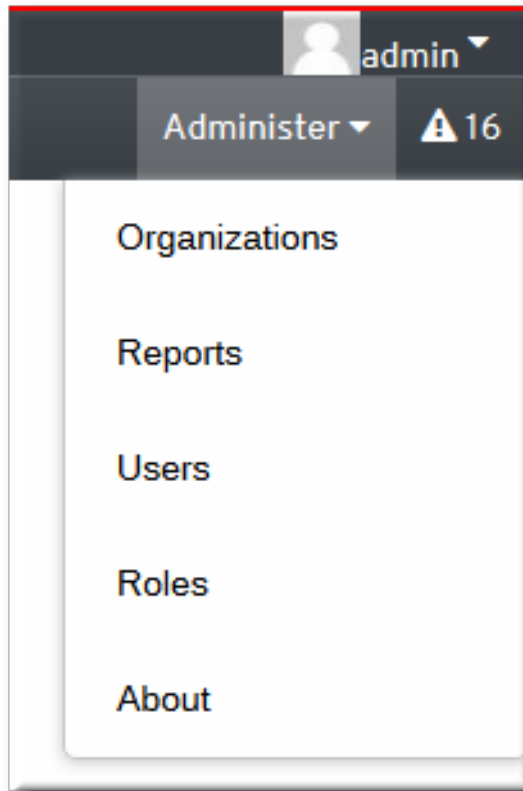 admin
Administer 16
Organizations
Reports
Users
Roles
About